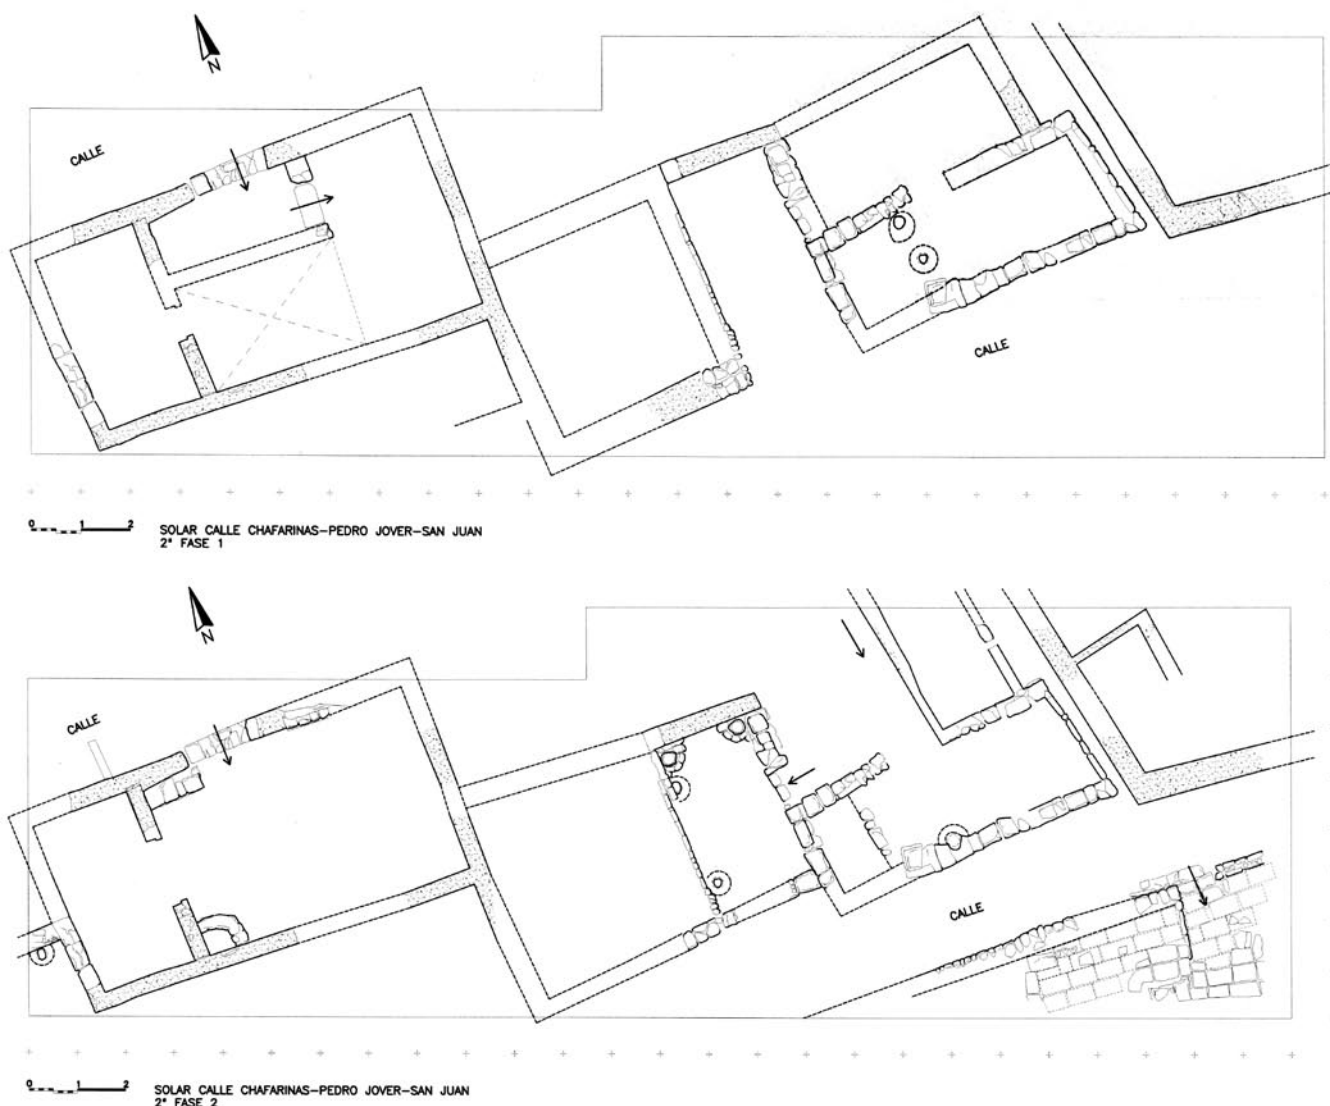 N
CALLE
CALLE
0 1 2
SOLAR CALLE CHAFARINAS-PEDRO JOVER-SAN JUAN
2ª FASE 1
N
CALLE
CALLE
0 1 2
SOLAR CALLE CHAFARINAS-PEDRO JOVER-SAN JUAN
2ª FASE 2